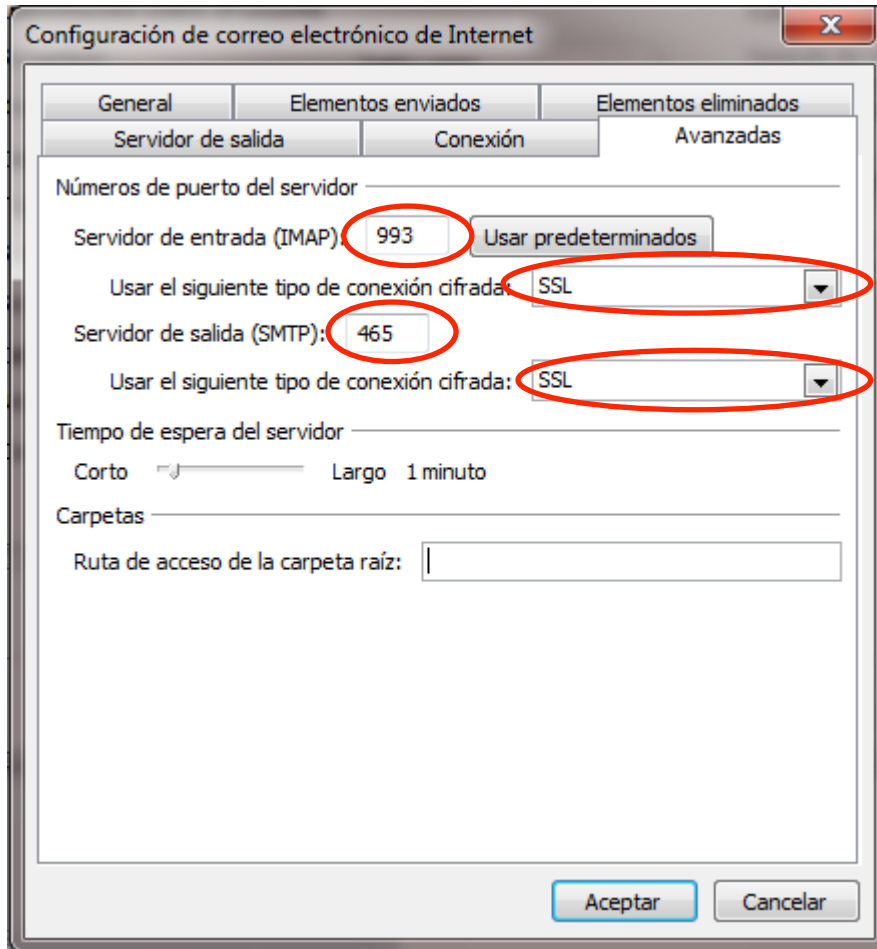 Configuración de correo electrónico de Internet
General Elementos enviados Elementos eliminados
Servidor de salida Conexión Avanzadas
Números de puerto del servidor
Servidor de entrada (IMAP): 993 Usar predeterminados
Usar el siguiente tipo de conexión cifrada: SSL
Servidor de salida (SMTP): 465
Usar el siguiente tipo de conexión cifrada: SSL
Tiempo de espera del servidor
Corto Largo 1 minuto
Carpetas
Ruta de acceso de la carpeta raíz:
Aceptar Cancelar